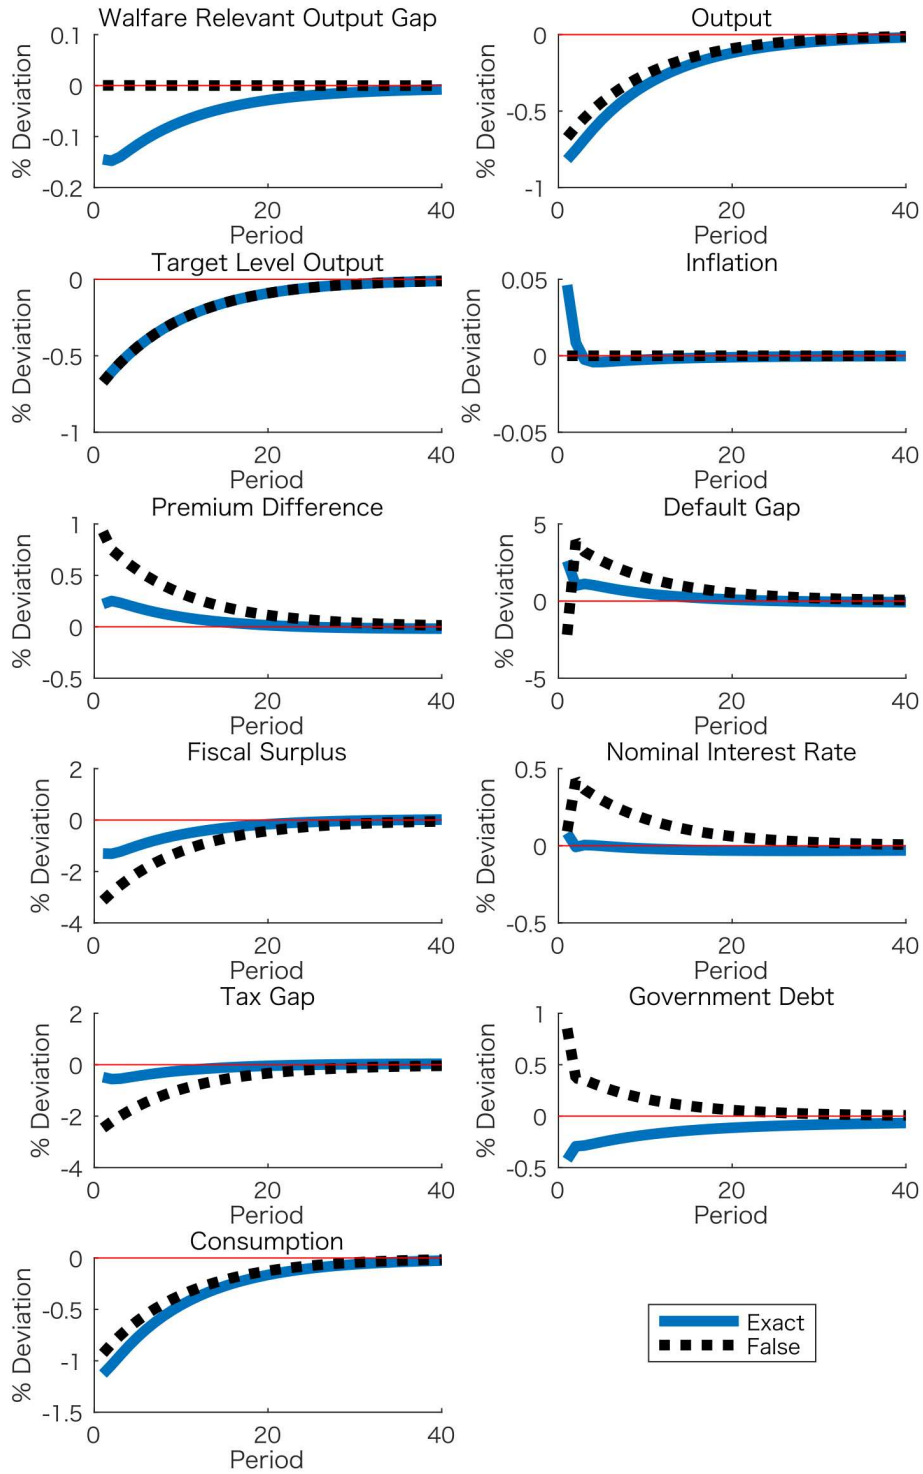 Walfare Relevant Output Gap
0.1
0
-0.1
-0.2
% Deviation
0
20
40
Period
Output
0
-0.5
-1
% Deviation
0
20
40
Period
Target Level Output
0
-0.5
-1
% Deviation
0
20
40
Period
Inflation
0.05
0
-0.05
% Deviation
0
20
40
Period
Premium Difference
1
0.5
0
-0.5
% Deviation
0
20
40
Period
Default Gap
5
0
-5
% Deviation
0
20
40
Period
Fiscal Surplus
2
0
-2
-4
% Deviation
0
20
40
Period
Nominal Interest Rate
0.5
0
-0.5
% Deviation
0
20
40
Period
Tax Gap
2
0
-2
-4
% Deviation
0
20
40
Period
Government Debt
1
0.5
0
-0.5
% Deviation
0
20
40
Period
Consumption
0
-0.5
-1
-1.5
% Deviation
0
20
40
Period
Exact
False